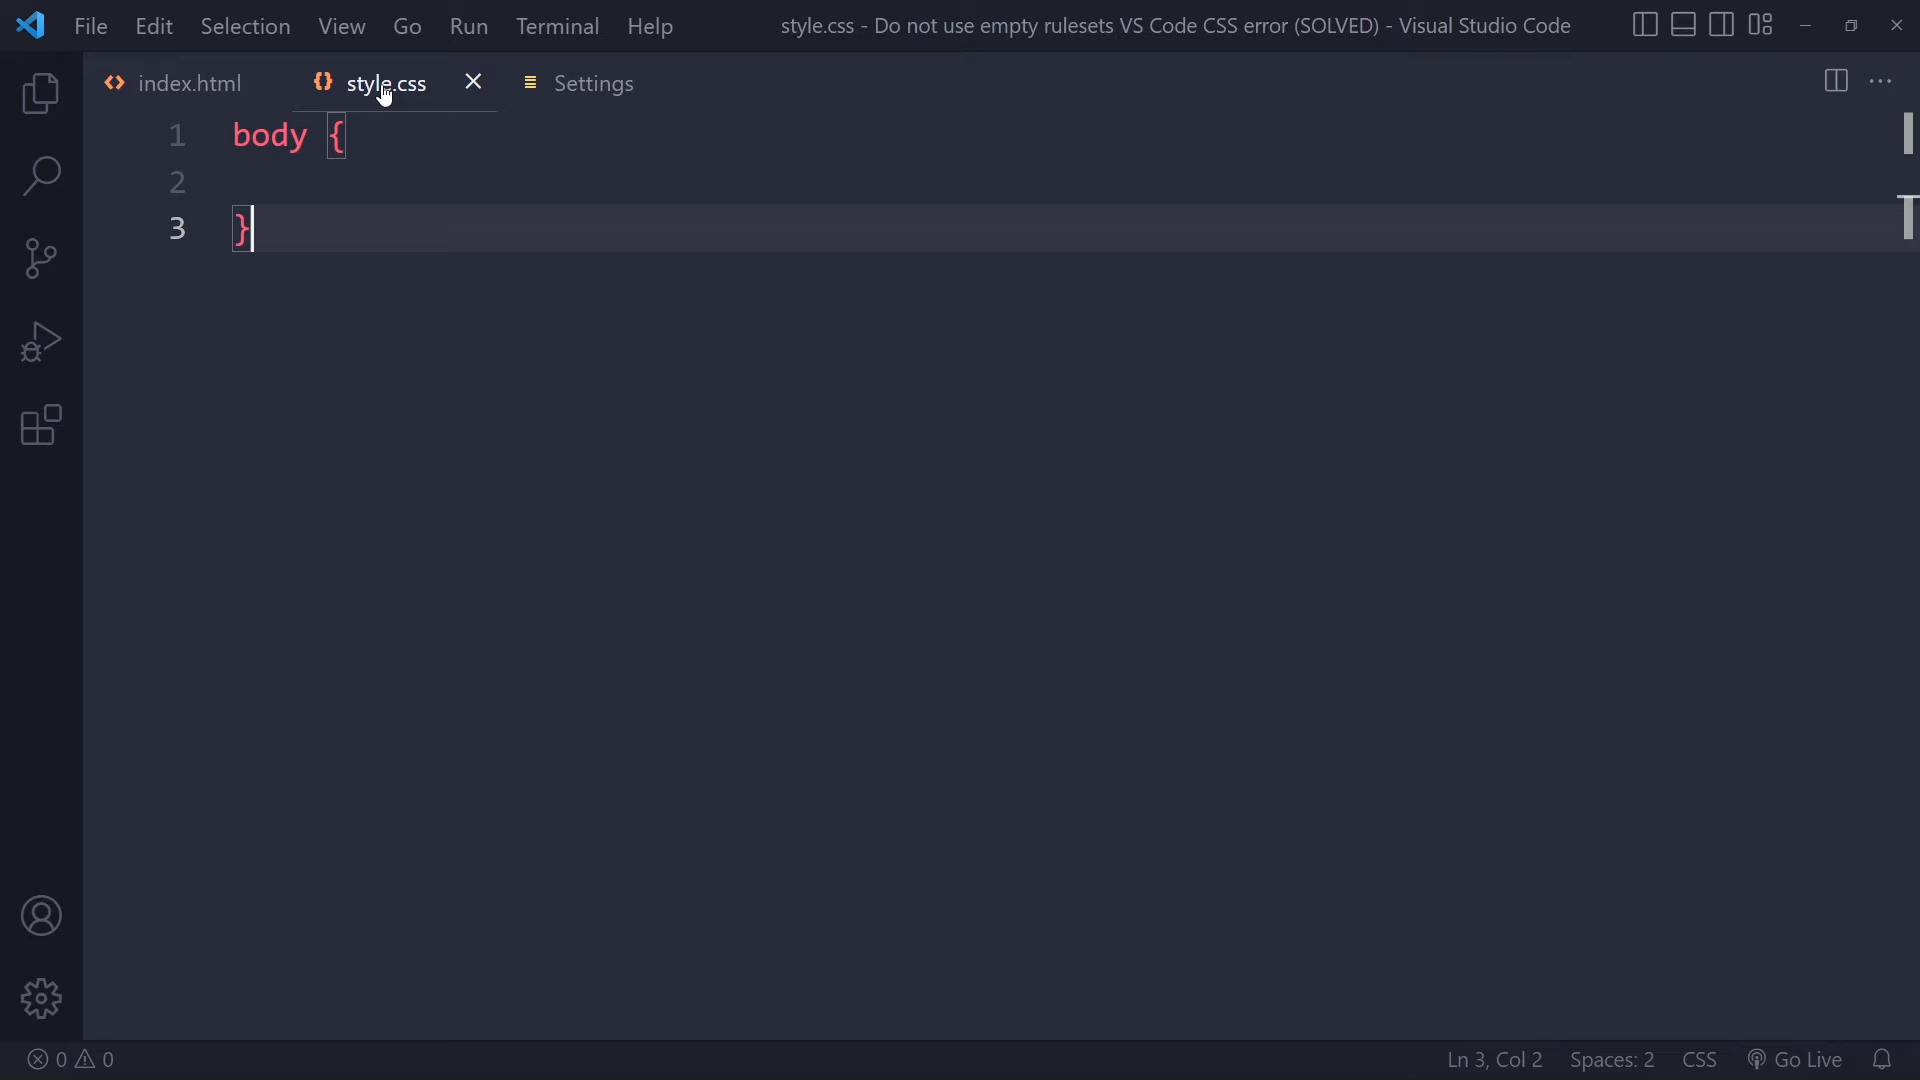 File Edit Selection View Go Run Terminal Help style.css - Do not use empty rulesets VS Code CSS error (SOLVED) - Visual Studio Code
index.html style.css Settings
1 body {
2
3 }
0 0 Ln 3, Col 2 Spaces: 2 CSS Go Live